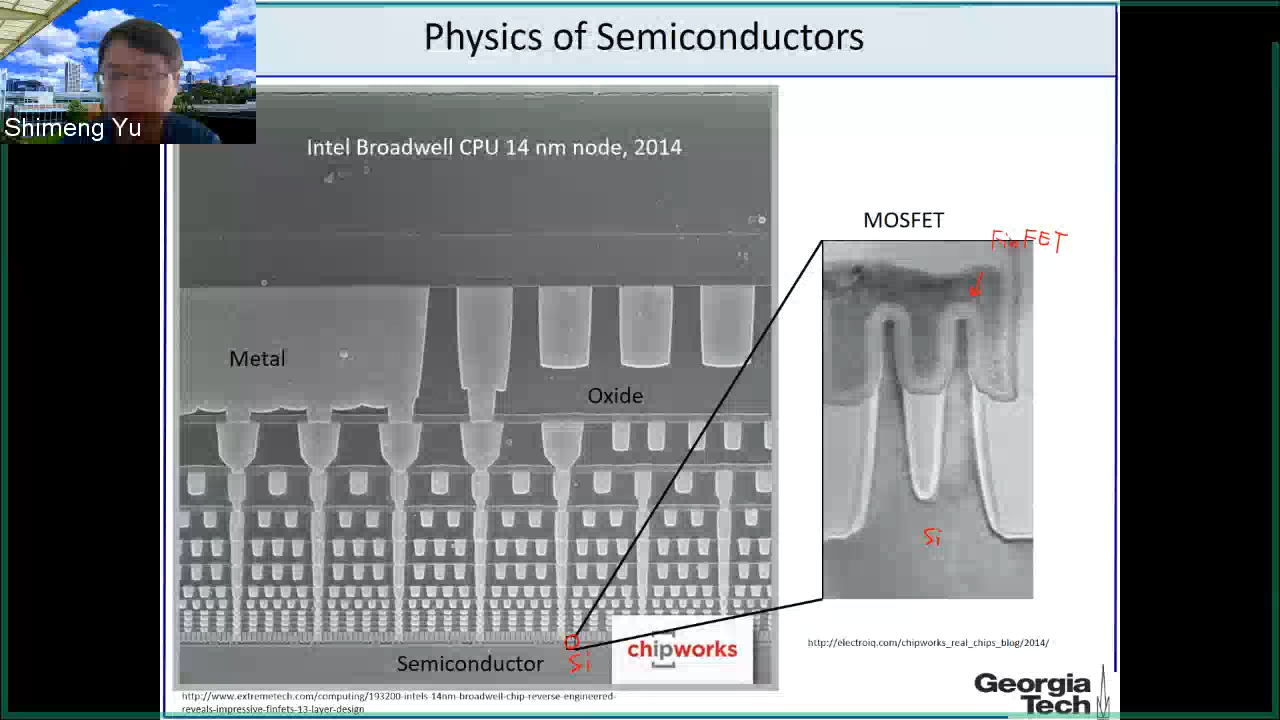 Physics of Semiconductors
Shimeng Yu
Intel Broadwell CPU 14 nm node, 2014
MOSFET
FinFET
Metal
Oxide
Si
chipworks
Semiconductor
Si
http://electroiq.com/chipworks_real_chips_blog/2014/
http://www.extremetech.com/computing/193200-intels-14nm-broadwell-chip-reverse-engineered-
reveals-impressive-finfets-13-layer-design
Georgia
Tech